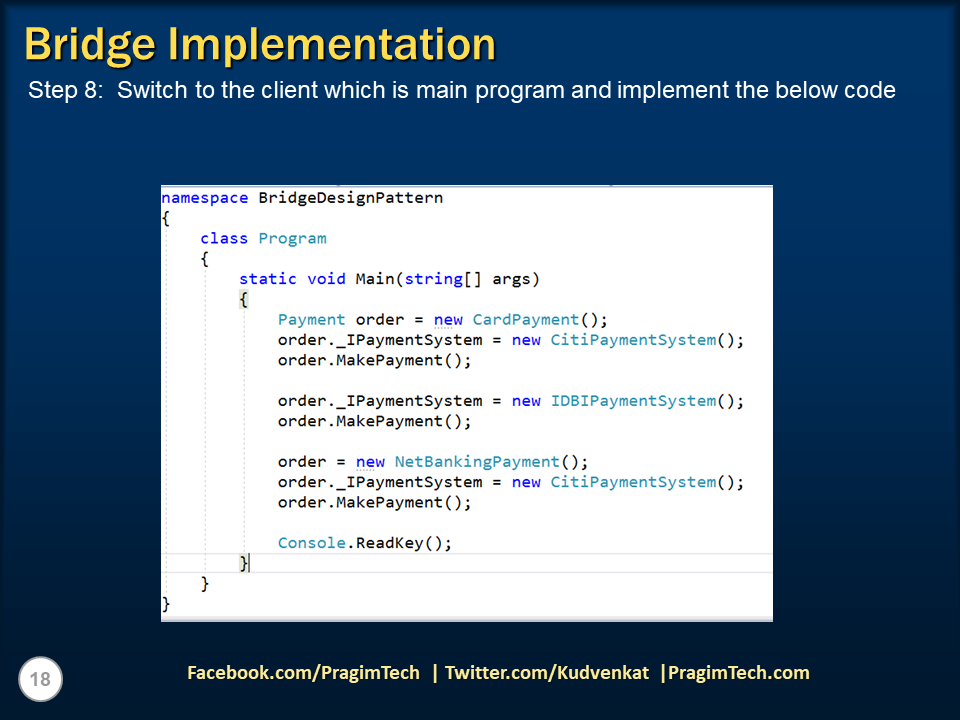 Bridge Implementation
Step 8:  Switch to the client which is main program and implement the below code
namespace BridgeDesignPattern
{
    class Program
    {
        static void Main(string[] args)
        {
            Payment order = new CardPayment();
            order._IPaymentSystem = new CitiPaymentSystem();
            order.MakePayment();

            order._IPaymentSystem = new IDBIPaymentSystem();
            order.MakePayment();

            order = new NetBankingPayment();
            order._IPaymentSystem = new CitiPaymentSystem();
            order.MakePayment();

            Console.ReadKey();
        }
    }
}
18
Facebook.com/PragimTech | Twitter.com/Kudvenkat |PragimTech.com